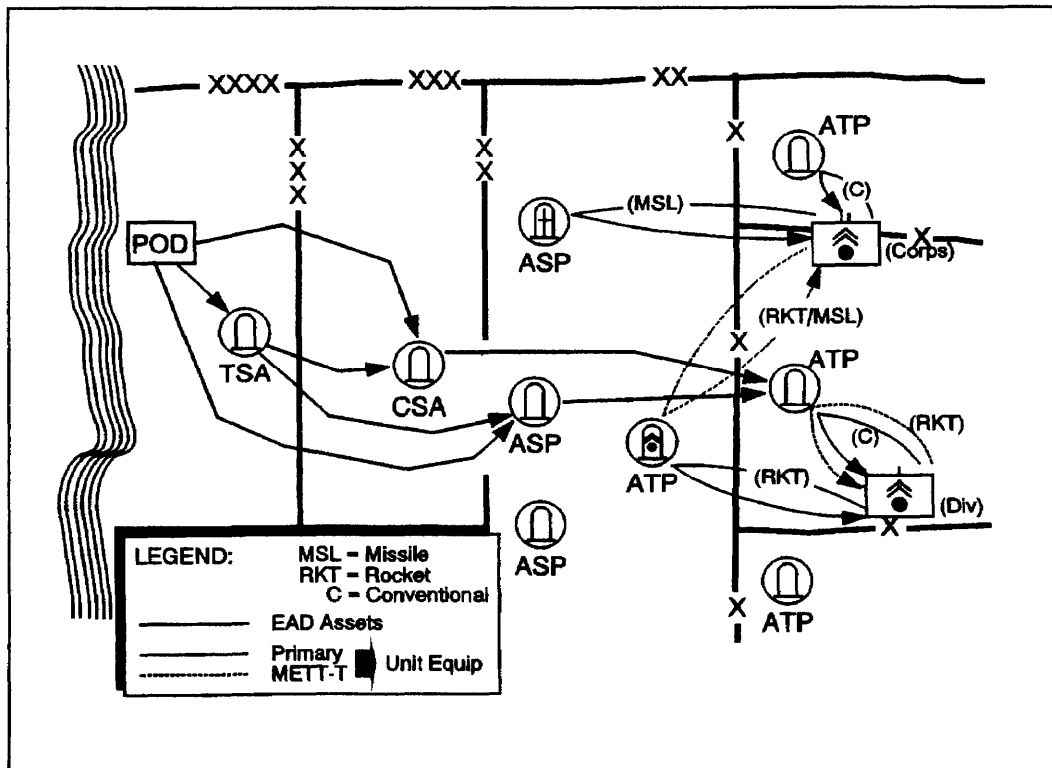 XXXX
XXX
XX
X
X
X
X
X
X
ATP
(C)
(MSL)
POD
ASP
X
(Corps)
(RKT/MSL)
X
ATP
TSA
CSA
ASP
(RKT)
(C)
ATP
(RKT)
(Div)
X
ASP
ATP
X
LEGEND:
MSL = Missile
RKT = Rocket
C = Conventional
EAD Assets
Primary
METT-T
Unit Equip